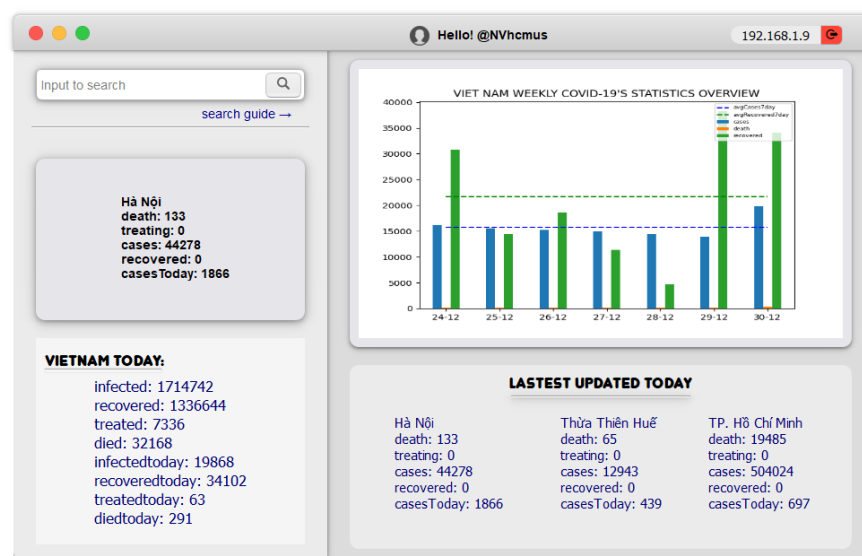 Hello! @NVhcmus
192.168.1.9
Input to search
search guide →
Hà Nội
death: 133
treating: 0
cases: 44278
recovered: 0
casesToday: 1866
VIETNAM TODAY:
infected: 1714742
recovered: 1336644
treated: 7336
died: 32168
infectedtoday: 19868
recoveredtoday: 34102
treatedtoday: 63
diedtoday: 291
VIET NAM WEEKLY COVID-19'S STATISTICS OVERVIEW
avgCases7day
avgRecovered7day
cases
death
recovered
40000
35000
30000
25000
20000
15000
10000
5000
0
24-12 25-12 26-12 27-12 28-12 29-12 30-12
LASTEST UPDATED TODAY
Hà Nội
death: 133
treating: 0
cases: 44278
recovered: 0
casesToday: 1866
Thừa Thiên Huế
death: 65
treating: 0
cases: 12943
recovered: 0
casesToday: 439
TP. Hồ Chí Minh
death: 19485
treating: 0
cases: 504024
recovered: 0
casesToday: 697